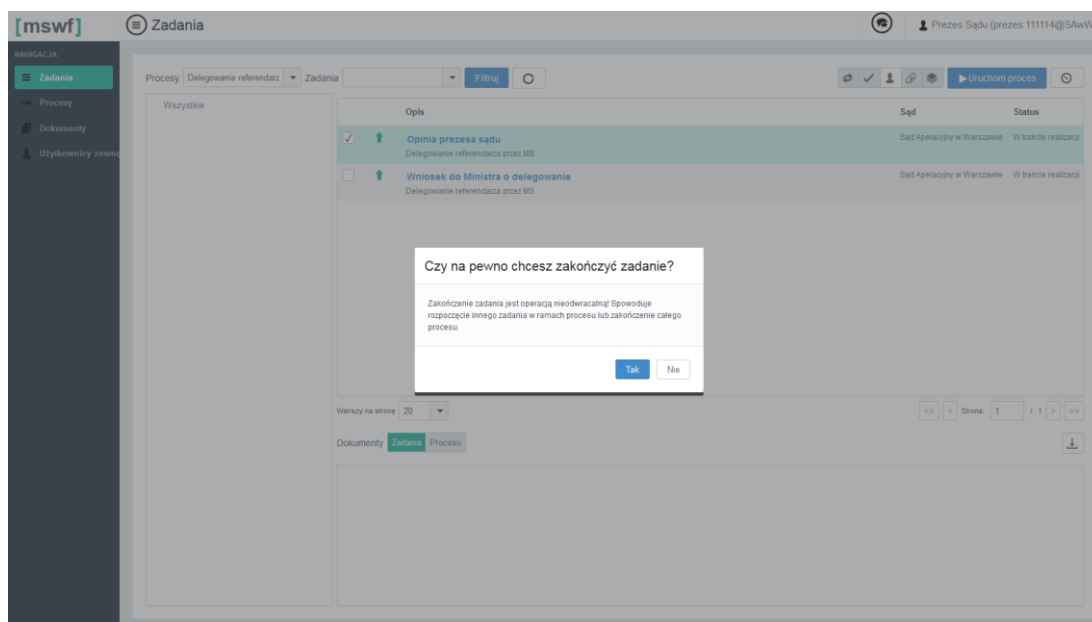 [mswf]
Zadania
Prezes Sądu (prezes:111114@SAwW
NAWIGACJA
Zadania
Procesy
Dokumenty
Użytkownicy zewnę
Procesy Delegowanie referendarz Zadania Filtruj Uruchom proces
Wszystkie
Opis Sąd Status
Opinia prezesa sądu Sąd Apelacyjny w Warszawie W trakcie realizacji
Delegowanie referendarza przez MS
Wniosek do Ministra o delegowanie Sąd Apelacyjny w Warszawie W trakcie realizacji
Delegowanie referendarza przez MS
Czy na pewno chcesz zakończyć zadanie?
Zakończenie zadania jest operacją nieodwracalną! Spowoduje
rozpoczęcie innego zadania w ramach procesu lub zakończenie całego
procesu.
Tak Nie
Wierszy na stronę 20 << < Strona: 1 / 1 > >>
Dokumenty Zadania Procesu